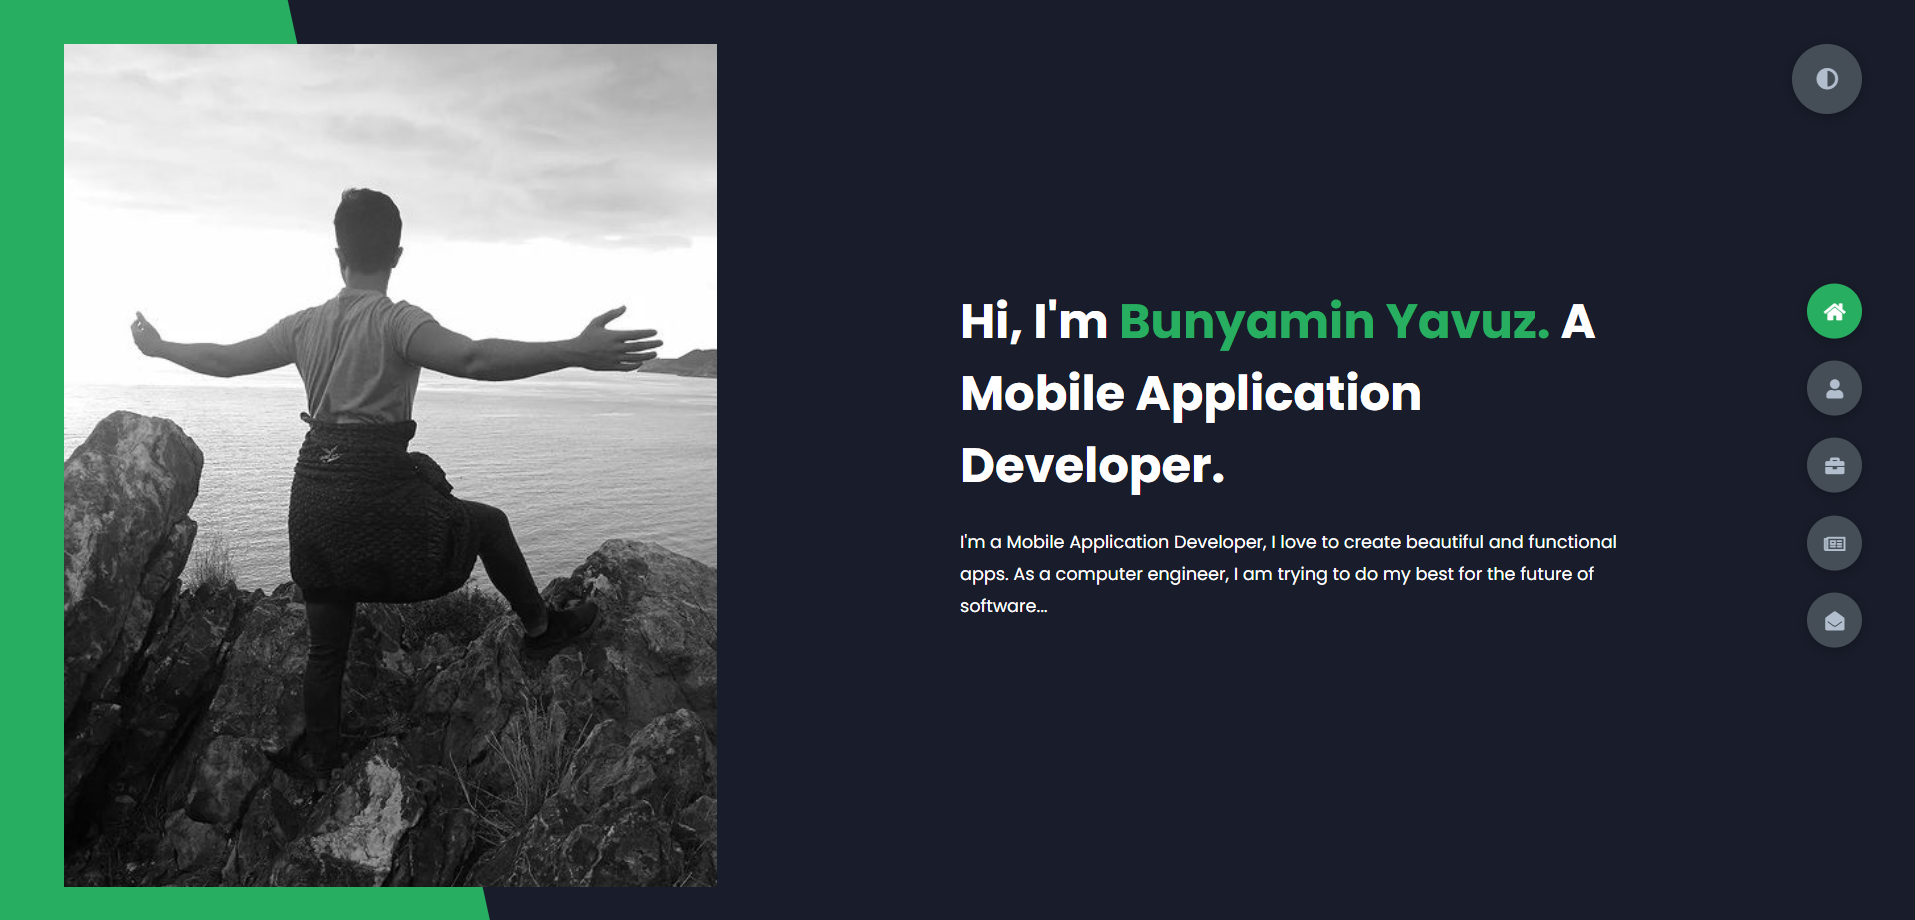 Hi, I'm Bunyamin Yavuz. A
Mobile Application
Developer.
I'm a Mobile Application Developer, I love to create beautiful and functional
apps. As a computer engineer, I am trying to do my best for the future of
software...